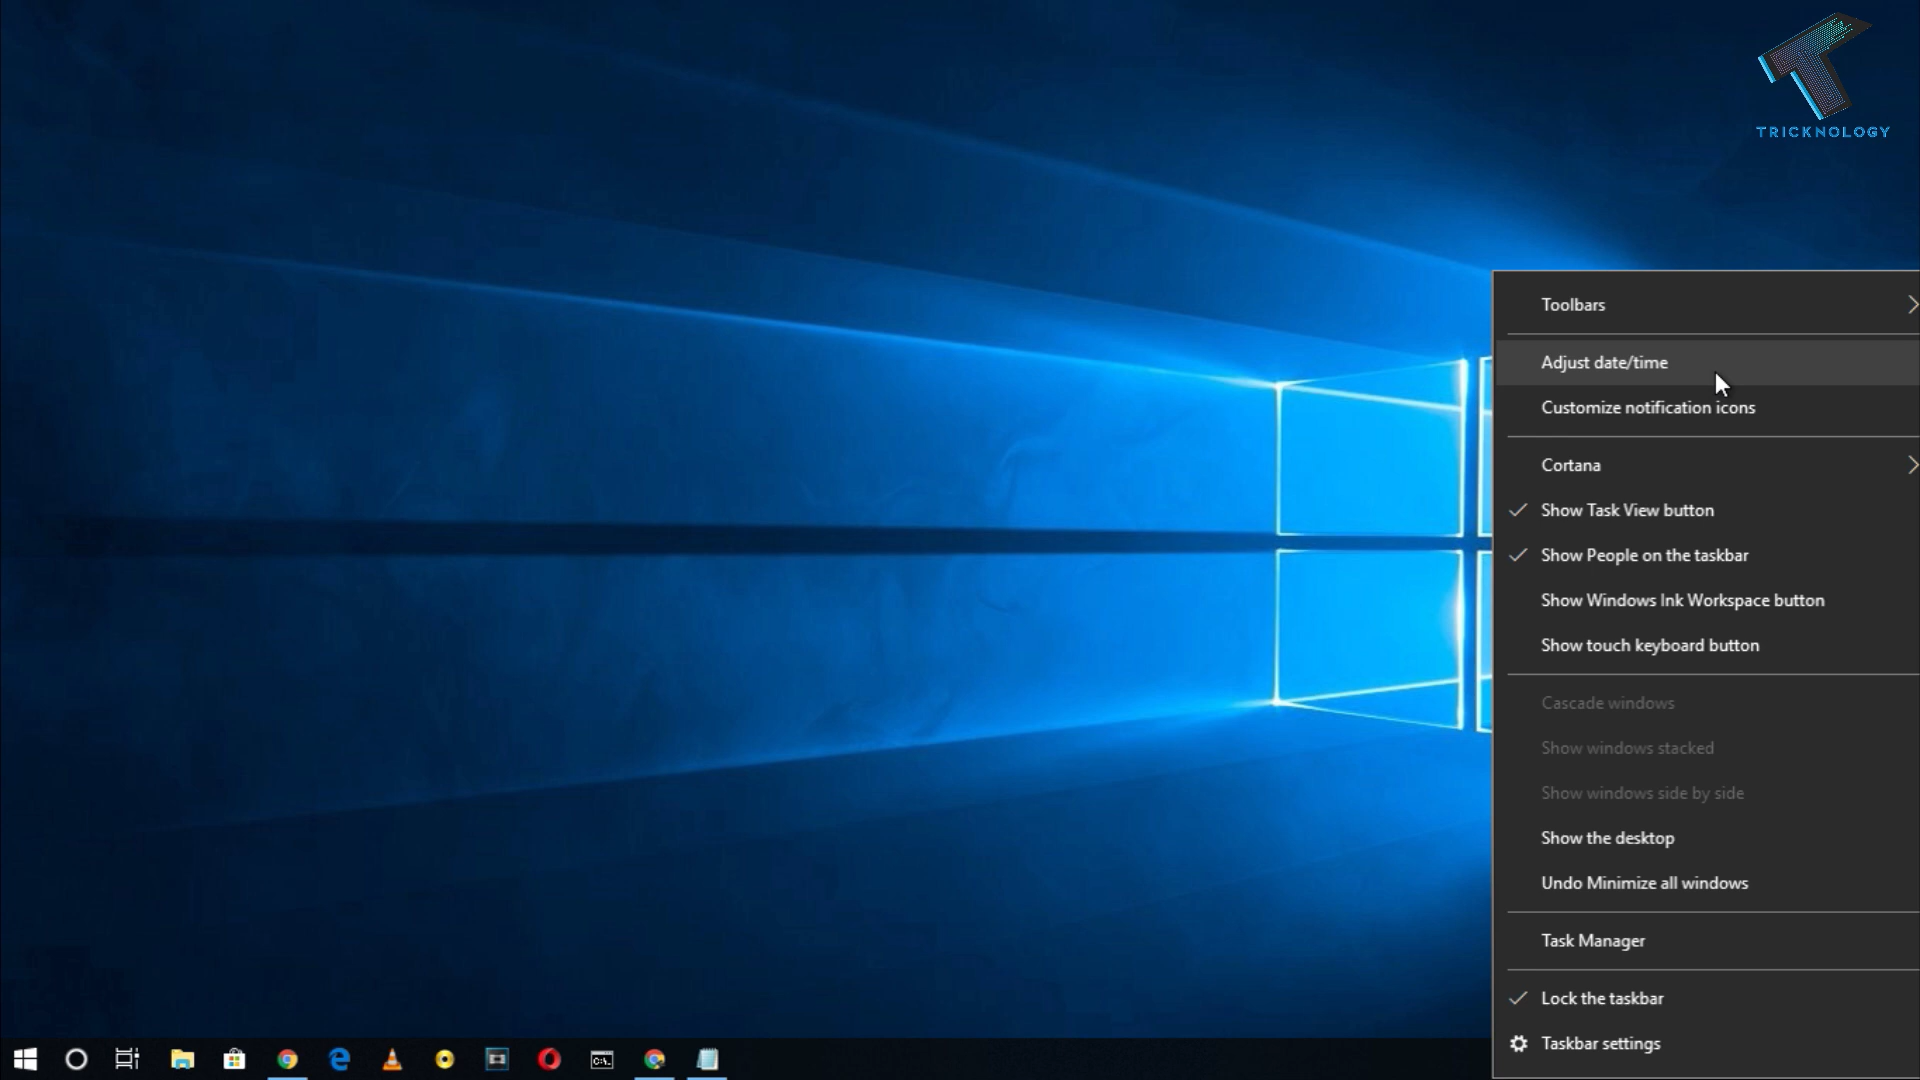 TRICKNOLOGY
Toolbars
Adjust date/time
Customize notification icons
Cortana
Show Task View button
Show People on the taskbar
Show Windows Ink Workspace button
Show touch keyboard button
Cascade windows
Show windows stacked
Show windows side by side
Show the desktop
Undo Minimize all windows
Task Manager
Lock the taskbar
Taskbar settings
C:\.